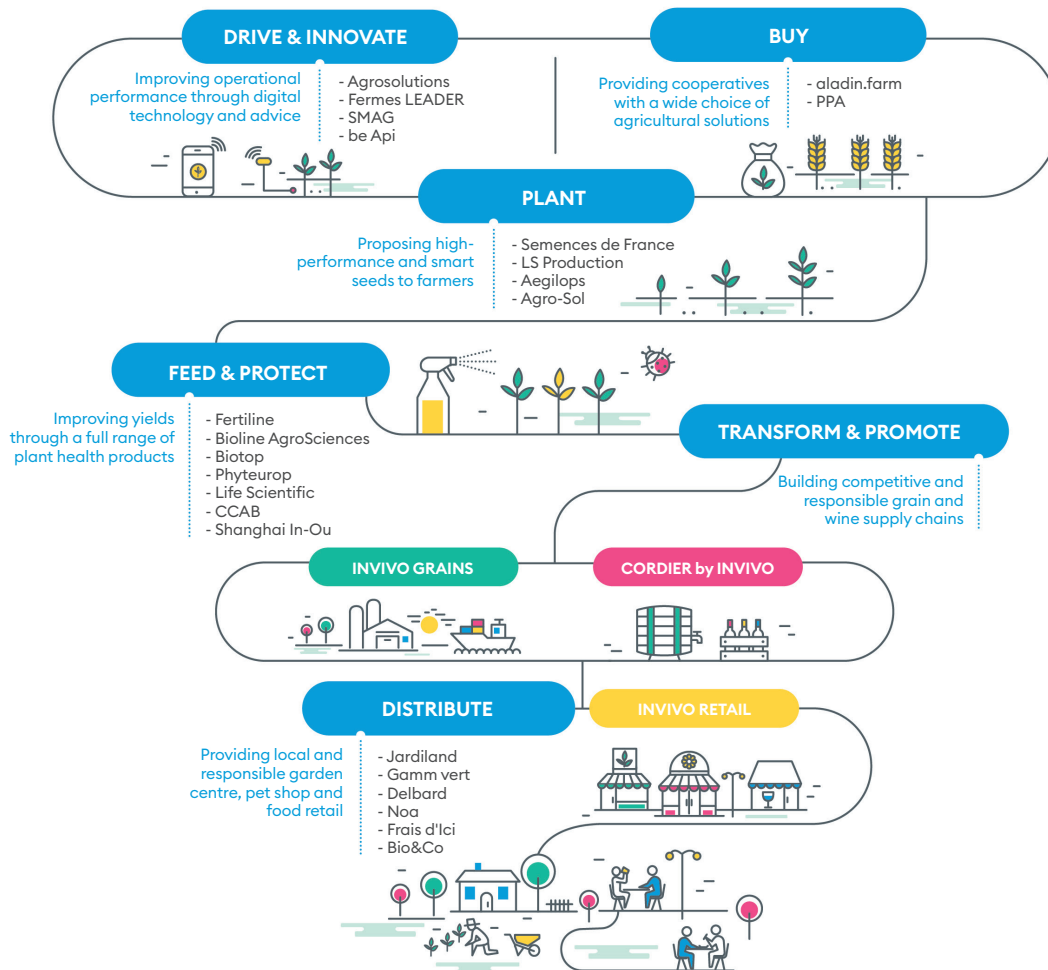 DRIVE & INNOVATE
Improving operational
performance through digital
technology and advice
- Agrosolutions
- Fermes LEADER
- SMAG
- be Api
BUY
Providing cooperatives
with a wide choice of
agricultural solutions
- aladin.farm
- PPA
PLANT
Proposing high-
performance and smart
seeds to farmers
- Semences de France
- LS Production
- Aegilops
- Agro-Sol
FEED & PROTECT
Improving yields
through a full range of
plant health products
- Fertiline
- Bioline AgroSciences
- Biotop
- Phyteurop
- Life Scientific
- CCAB
- Shanghai In-Ou
TRANSFORM & PROMOTE
Building competitive and
responsible grain and
wine supply chains
INVIVO GRAINS
CORDIER by INVIVO
DISTRIBUTE
INVIVO RETAIL
Providing local and
responsible garden
centre, pet shop and
food retail
- Jardiland
- Gamm vert
- Delbard
- Noa
- Frais d'Ici
- Bio&Co